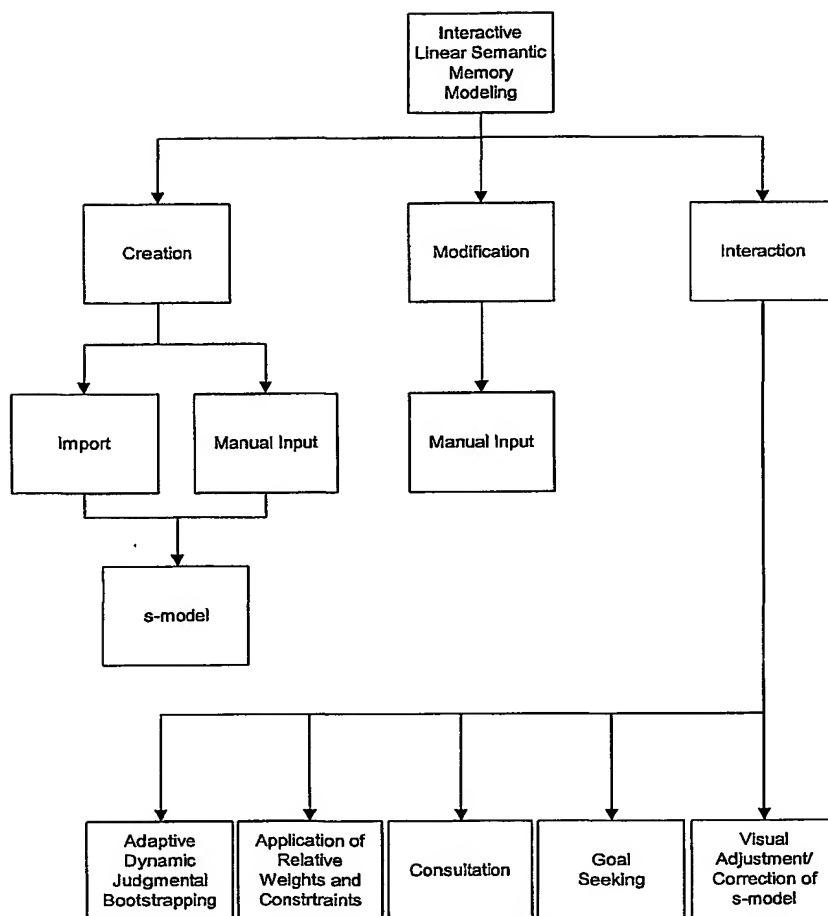 Interactive
Linear Semantic
Memory
Modeling
Creation
Modification
Interaction
Import
Manual Input
Manual Input
s-model
Adaptive
Dynamic
Judgmental
Bootstrapping
Application of
Relative
Weights and
Constrtraints
Consultation
Goal
Seeking
Visual
Adjustment/
Correction of
s-model